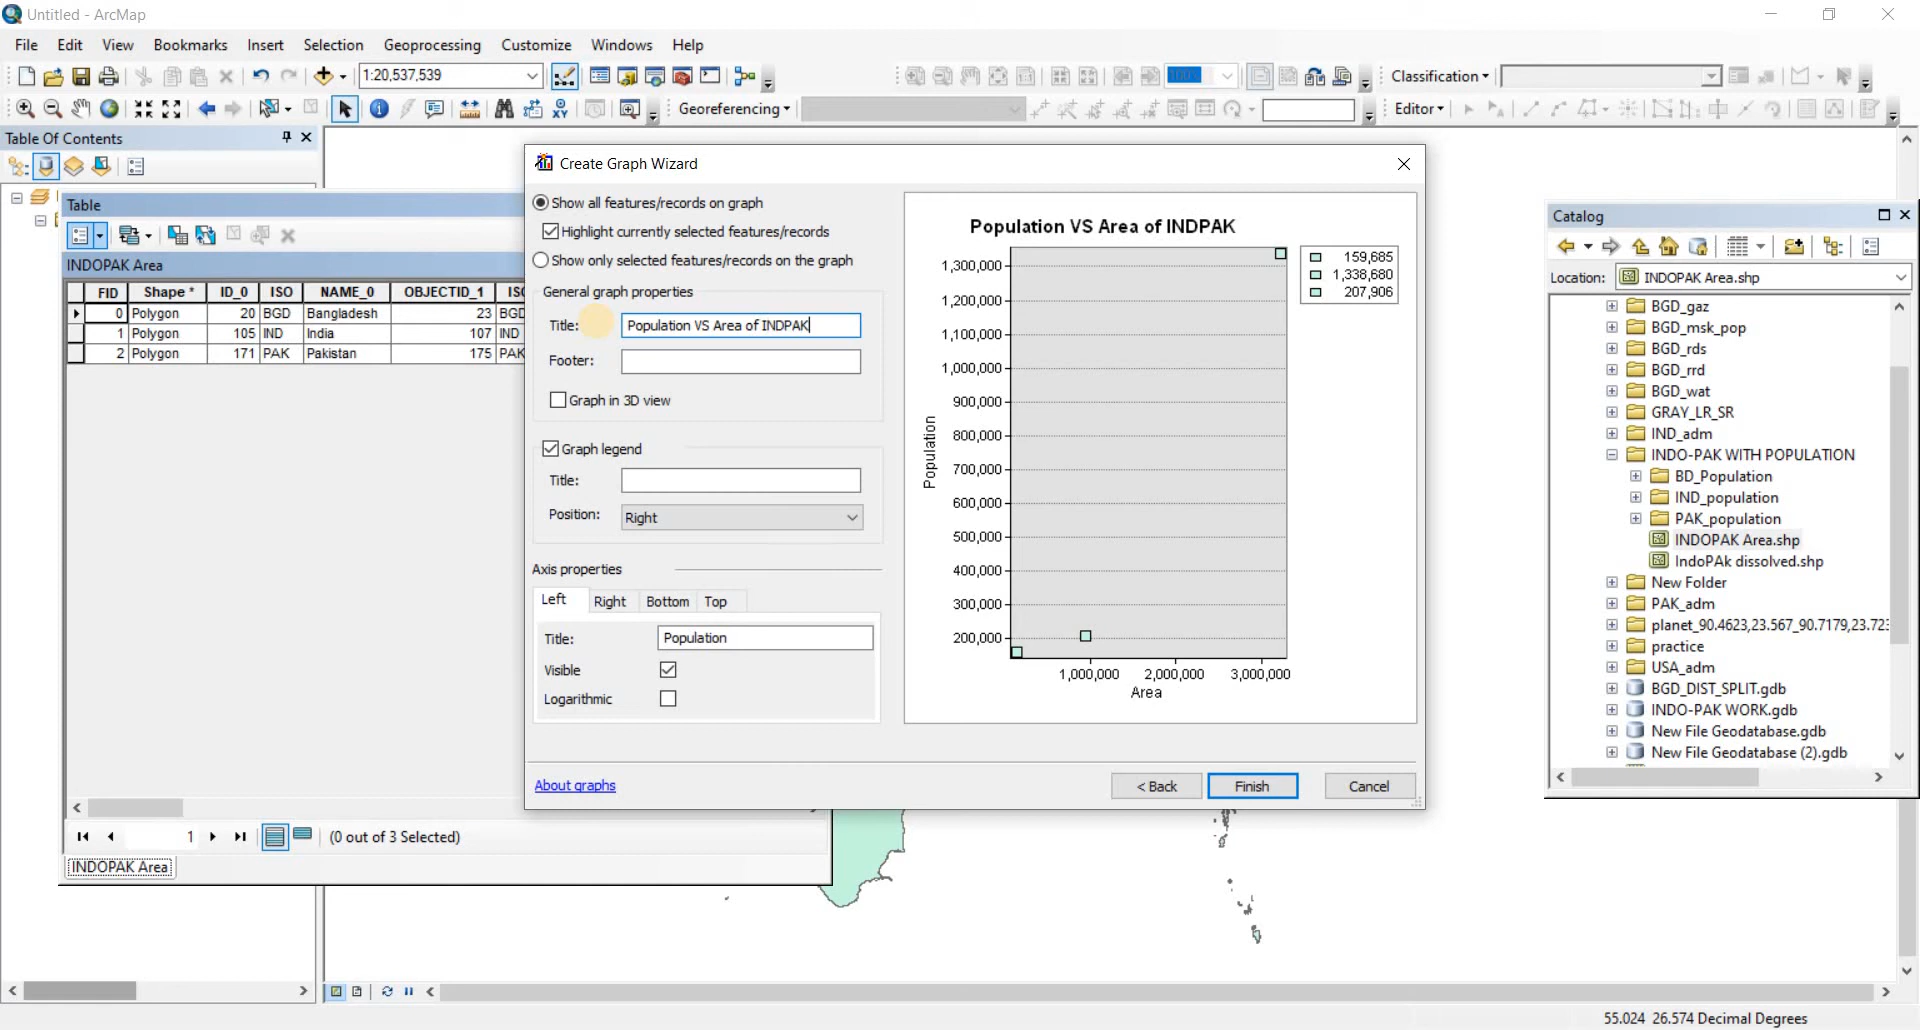 Untitled - ArcMap
File Edit View Bookmarks Insert Selection Geoprocessing Customize Windows Help
1:20,537,539
100%
Classification
Georeferencing
Editor
Table Of Contents
Table
INDOPAK Area
FID Shape * ID_0 ISO NAME_0 OBJECTID_1
0 Polygon 20 BGD Bangladesh 23 BGD
1 Polygon 105 IND India 107 IND
2 Polygon 171 PAK Pakistan 175 PAK
1
(0 out of 3 Selected)
INDOPAK Area
Create Graph Wizard
Show all features/records on graph
Highlight currently selected features/records
Show only selected features/records on the graph
General graph properties
Title: Population VS Area of INDPAK
Footer:
Graph in 3D view
Graph legend
Title:
Position: Right
Axis properties
Left Right Bottom Top
Title: Population
Visible
Logarithmic
Population VS Area of INDPAK
1,300,000
1,200,000
1,100,000
1,000,000
900,000
800,000
700,000
600,000
500,000
400,000
300,000
200,000
Population
1,000,000 2,000,000 3,000,000
Area
159,685
1,338,680
207,906
About graphs
< Back Finish Cancel
Catalog
Location: INDOPAK Area.shp
BGD_gaz
BGD_msk_pop
BGD_rds
BGD_rrd
BGD_wat
GRAY_LR_SR
IND_adm
INDO-PAK WITH POPULATION
BD_Population
IND_population
PAK_population
INDOPAK Area.shp
IndoPAk dissolved.shp
New Folder
PAK_adm
planet_90.4623,23.567_90.7179,23.723
practice
USA_adm
BGD_DIST_SPLIT.gdb
INDO-PAK WORK.gdb
New File Geodatabase.gdb
New File Geodatabase (2).gdb
55.024 26.574 Decimal Degrees